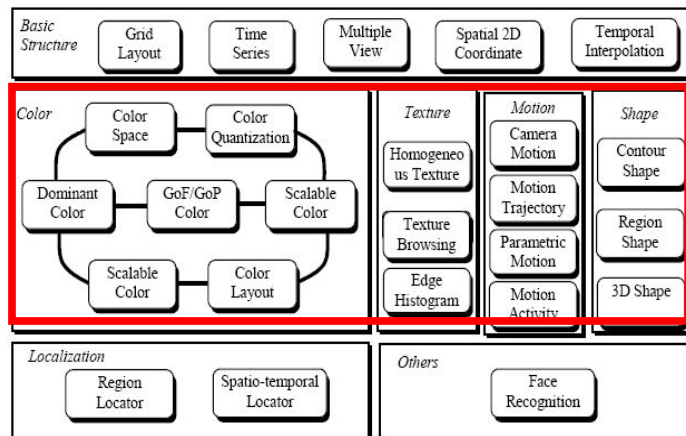 Basic
Structure
Grid
Layout
Time
Series
Multiple
View
Spatial 2D
Coordinate
Temporal
Interpolation
Color
Color
Space
Color
Quantization
Dominant
Color
GoF/GoP
Color
Scalable
Color
Scalable
Color
Color
Layout
Texture
Homogeneo
us Texture
Texture
Browsing
Edge
Histogram
Motion
Camera
Motion
Motion
Trajectory
Parametric
Motion
Motion
Activity
Shape
Contour
Shape
Region
Shape
3D Shape
Localization
Region
Locator
Spatio-temporal
Locator
Others
Face
Recognition